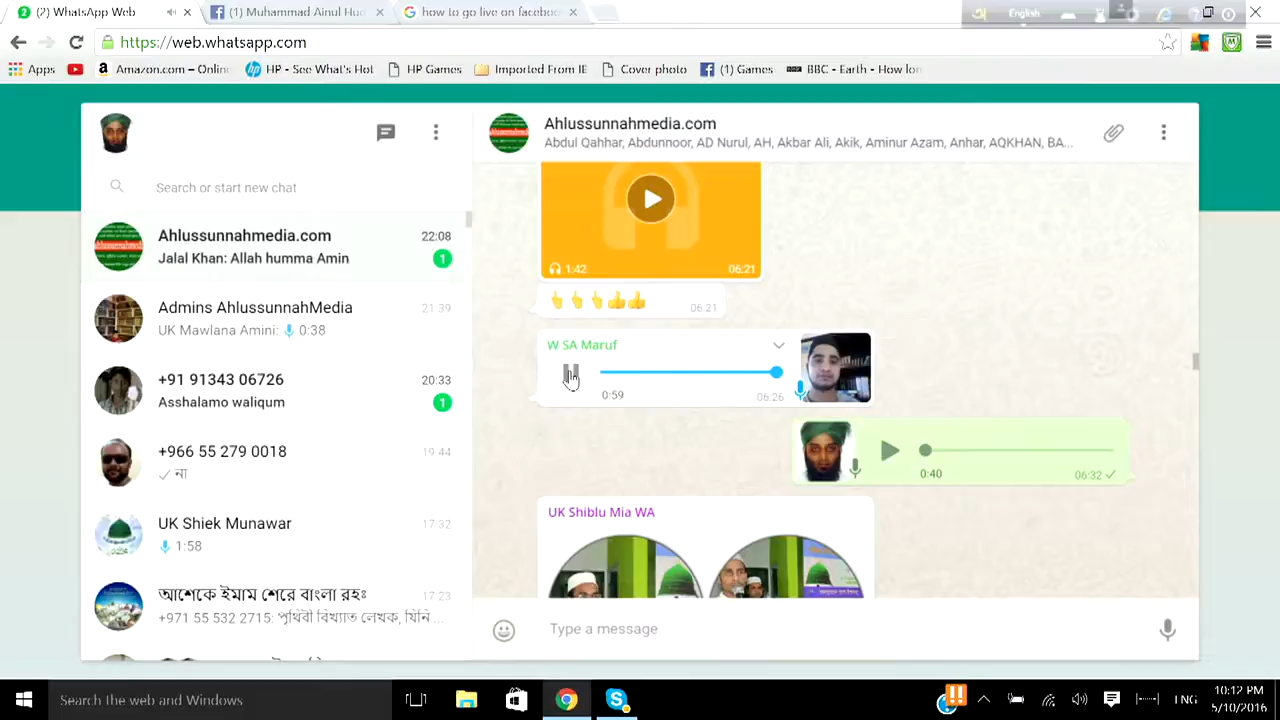 (2) WhatsApp Web
(1) Muhammad Ainul Hud
how to go live on faceboo
English
https://web.whatsapp.com
Apps
Amazon.com – Online
HP - See What's Hot
HP Games
Imported From IE
Cover photo
(1) Games
BBC - Earth - How lon
Search or start new chat
Ahlussunnahmedia.com
22:08
Jalal Khan: Allah humma Amin
1
Admins AhlussunnahMedia
21:39
UK Mawlana Amini: 0:38
+91 91343 06726
20:33
Asshalamo waliqum
1
+966 55 279 0018
19:44
না
UK Shiek Munawar
17:32
1:58
আশেকে ইমাম শেরে বাংলা রহঃ
17:23
+971 55 532 2715: পৃথিবী বিখ্যাত লেখক, যিনি ...
Ahlussunnahmedia.com
Abdul Qahhar, Abdunnoor, AD Nurul, AH, Akbar Ali, Akik, Aminur Azam, Anhar, AQKHAN, BA...
1:42
06:21
06:21
W SA Maruf
0:59
06:26
0:40
06:32
UK Shiblu Mia WA
Type a message
Search the web and Windows
ENG
10:12 PM
5/10/2016